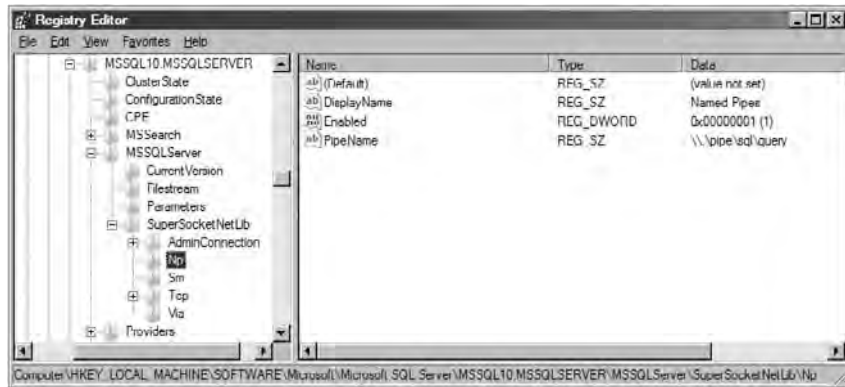 Registry Editor
File Edit View Favorites Help
MSSQL10.MSSQLSERVER
ClusterState
ConfigurationState
CPE
MSSearch
MSSQLServer
CurrentVersion
Filestream
Parameters
SuperSocketNetLib
AdminConnection
Np
Sm
Tcp
Via
Providers
Name Type Data
(Default) REG_SZ (value not set)
DisplayName REG_SZ Named Pipes
Enabled REG_DWORD 0x00000001 (1)
PipeName REG_SZ \\.\pipe\sql\query
Computer\HKEY_LOCAL_MACHINE\SOFTWARE\Microsoft\Microsoft SQL Server\MSSQL10.MSSQLSERVER\MSSQLServer\SuperSocketNetLib\Np